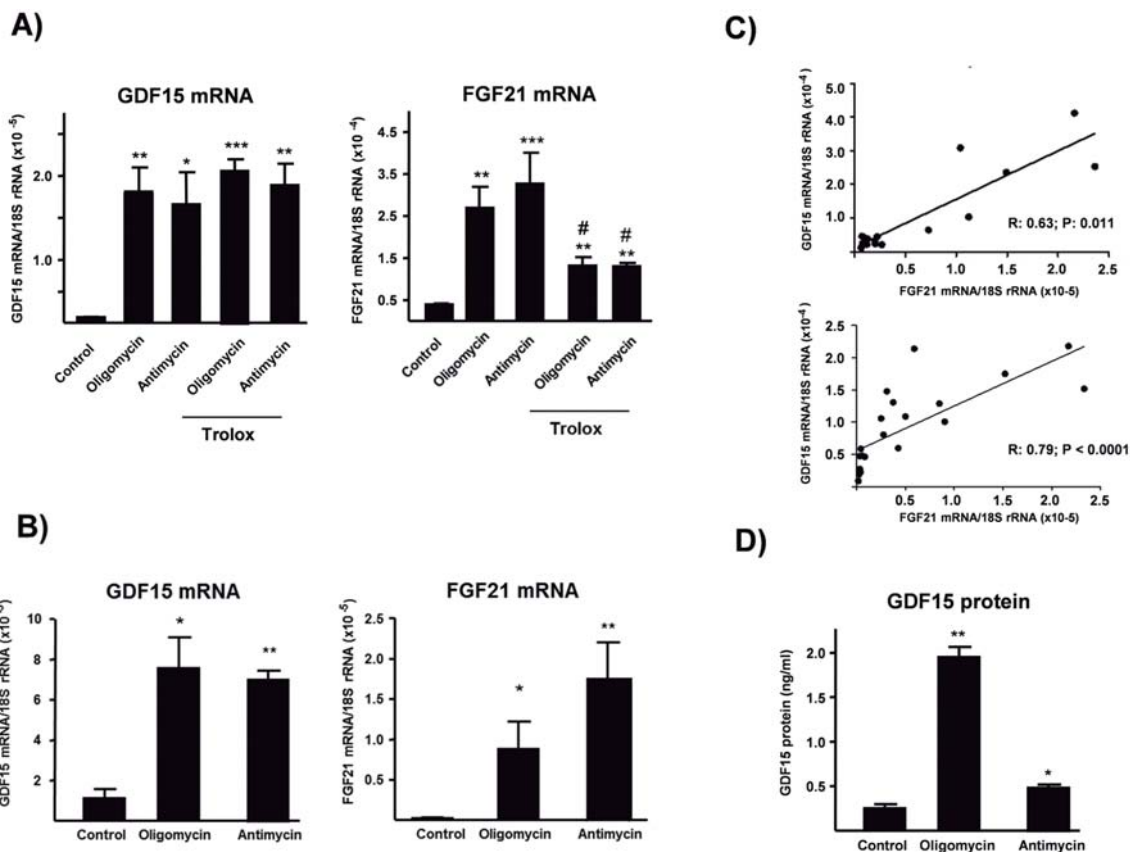 A)
GDF15 mRNA
GDF15 mRNA/18S rRNA (x10 -5)
2.0
1.0
** * *** **
Control Oligomycin Antimycin Oligomycin Antimycin
Trolox
FGF21 mRNA
FGF21 mRNA/18S rRNA (x10 -4)
4.5
3.5
2.5
1.5
0.5
** *** # ** # **
Control Oligomycin Antimycin Oligomycin Antimycin
Trolox
B)
GDF15 mRNA
GDF15 mRNA/18S rRNA (x10-5)
10
8
6
4
2
* **
Control Oligomycin Antimycin
FGF21 mRNA
FGF21 mRNA/18S rRNA (x10-5)
2.5
2.0
1.5
1.0
0.5
* **
Control Oligomycin Antimycin
C)
GDF15 mRNA/18S rRNA (x10-4)
5.0
4.0
3.0
2.0
1.0
R: 0.63; P: 0.011
0.5 1.0 1.5 2.0 2.5
FGF21 mRNA/18S rRNA (x10-5)
GDF15 mRNA/18S rRNA (x10-4)
2.5
2.0
1.5
1.0
0.5
R: 0.79; P < 0.0001
0.5 1.0 1.5 2.0 2.5
FGF21 mRNA/18S rRNA (x10-5)
D)
GDF15 protein
GDF15 protein (ng/ml)
2.0
1.5
1.0
0.5
** *
Control Oligomycin Antimycin